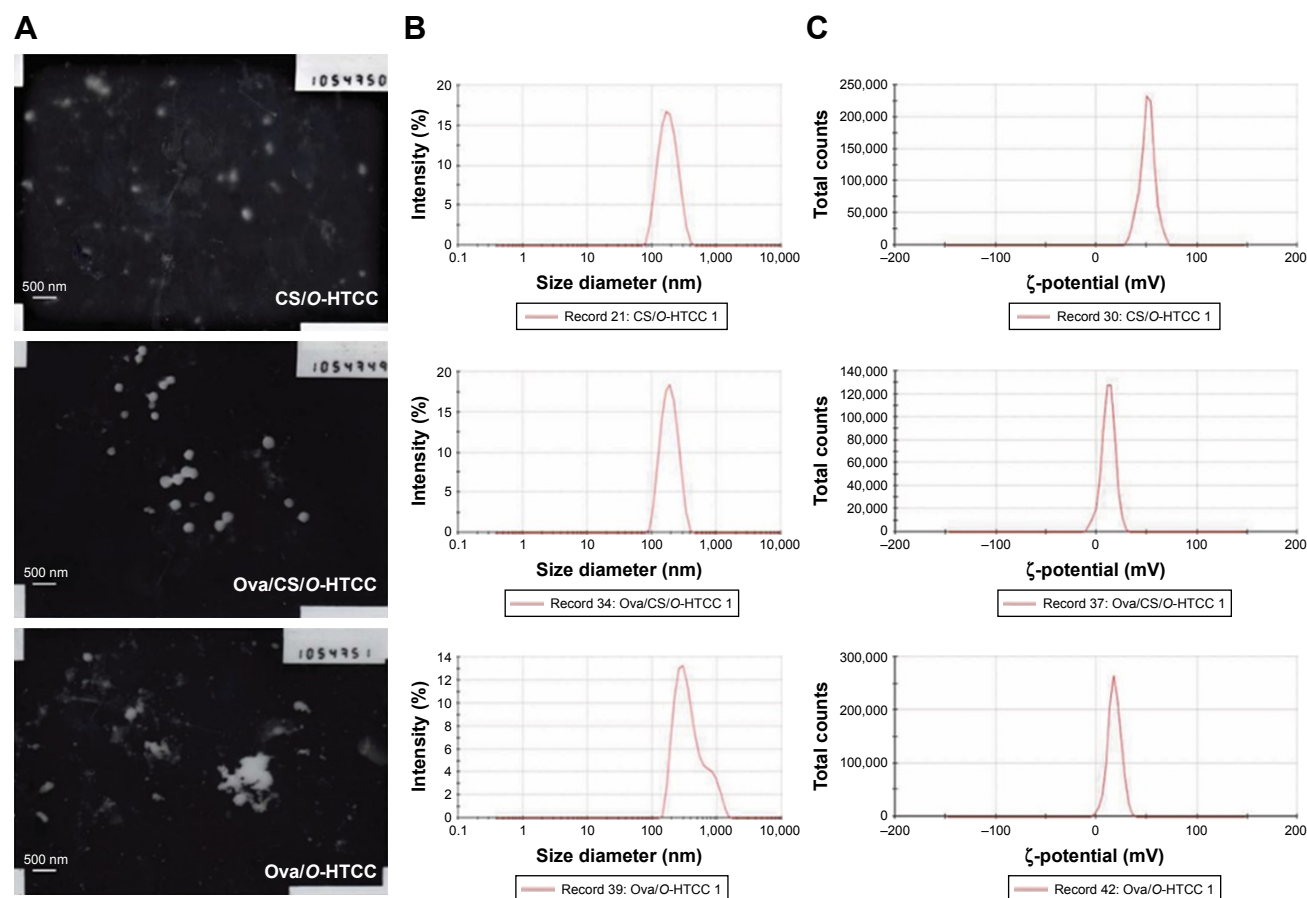 A
1054750
500 nm
CS/O-HTCC
1054749
500 nm
Ova/CS/O-HTCC
1054751
500 nm
Ova/O-HTCC
B
Intensity (%)
20
15
10
5
0
0.1 1 10 100 1,000 10,000
Size diameter (nm)
Record 21: CS/O-HTCC 1
Intensity (%)
20
15
10
5
0
0.1 1 10 100 1,000 10,000
Size diameter (nm)
Record 34: Ova/CS/O-HTCC 1
Intensity (%)
14
12
10
8
6
4
2
0
0.1 1 10 100 1,000 10,000
Size diameter (nm)
Record 39: Ova/O-HTCC 1
C
Total counts
250,000
200,000
150,000
100,000
50,000
0
–200 –100 0 100 200
ζ-potential (mV)
Record 30: CS/O-HTCC 1
Total counts
140,000
120,000
100,000
80,000
60,000
40,000
20,000
0
–200 –100 0 100 200
ζ-potential (mV)
Record 37: Ova/CS/O-HTCC 1
Total counts
300,000
200,000
100,000
0
–200 –100 0 100 200
ζ-potential (mV)
Record 42: Ova/O-HTCC 1